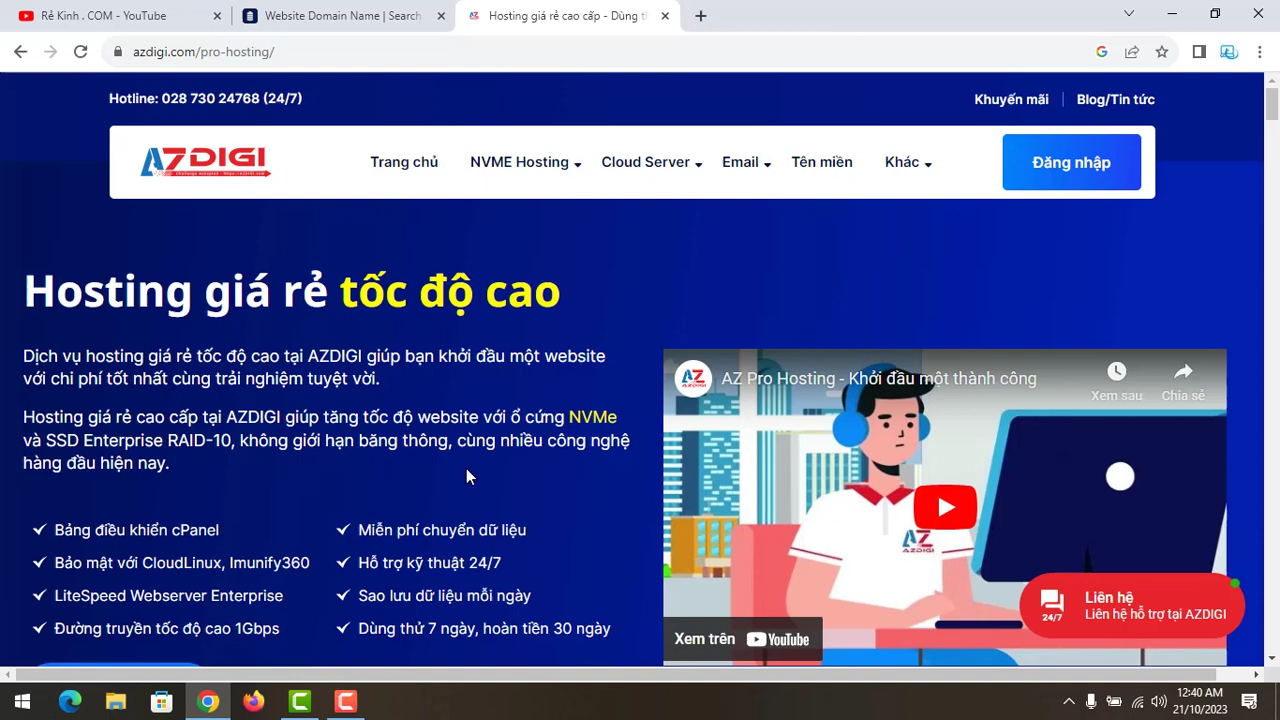 Rẻ Kinh . COM - YouTube
Website Domain Name | Search
Hosting giá rẻ cao cấp - Dùng t
azdigi.com/pro-hosting/
Hotline: 028 730 24768 (24/7)
Khuyến mãi
Blog/Tin tức
AZDIGI
Trang chủ
NVME Hosting
Cloud Server
Email
Tên miền
Khác
Đăng nhập
Hosting giá rẻ tốc độ cao
Dịch vụ hosting giá rẻ tốc độ cao tại AZDIGI giúp bạn khởi đầu một website
với chi phí tốt nhất cùng trải nghiệm tuyệt vời.
Hosting giá rẻ cao cấp tại AZDIGI giúp tăng tốc độ website với ổ cứng NVMe
và SSD Enterprise RAID-10, không giới hạn băng thông, cùng nhiều công nghệ
hàng đầu hiện nay.
Bảng điều khiển cPanel
Bảo mật với CloudLinux, Imunify360
LiteSpeed Webserver Enterprise
Đường truyền tốc độ cao 1Gbps
Miễn phí chuyển dữ liệu
Hỗ trợ kỹ thuật 24/7
Sao lưu dữ liệu mỗi ngày
Dùng thử 7 ngày, hoàn tiền 30 ngày
AZ
AZ Pro Hosting - Khởi đầu một thành công
Xem sau
Chia sẻ
AZ
AZDIGI
Xem trên YouTube
24/7
Liên hệ
Liên hệ hỗ trợ tại AZDIGI
12:40 AM
21/10/2023